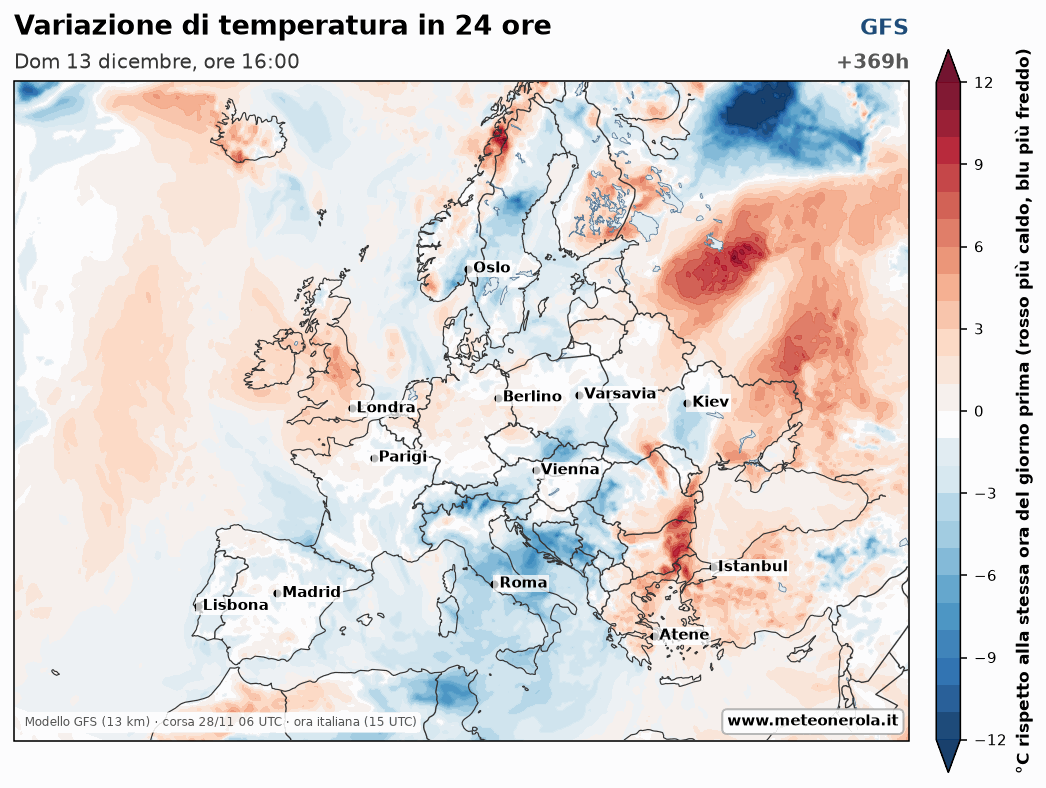 Variazione di temperatura in 24 ore
GFS
Dom 13 dicembre, ore 16:00
+369h
Oslo
Londra
Berlino
Varsavia
Kiev
Parigi
Vienna
Istanbul
Roma
Madrid
Lisbona
Atene
Modello GFS (13 km) · corsa 28/11 06 UTC · ora italiana (15 UTC)
www.meteonerola.it
12
9
6
3
0
−3
−6
−9
−12
°C rispetto alla stessa ora del giorno prima (rosso più caldo, blu più freddo)